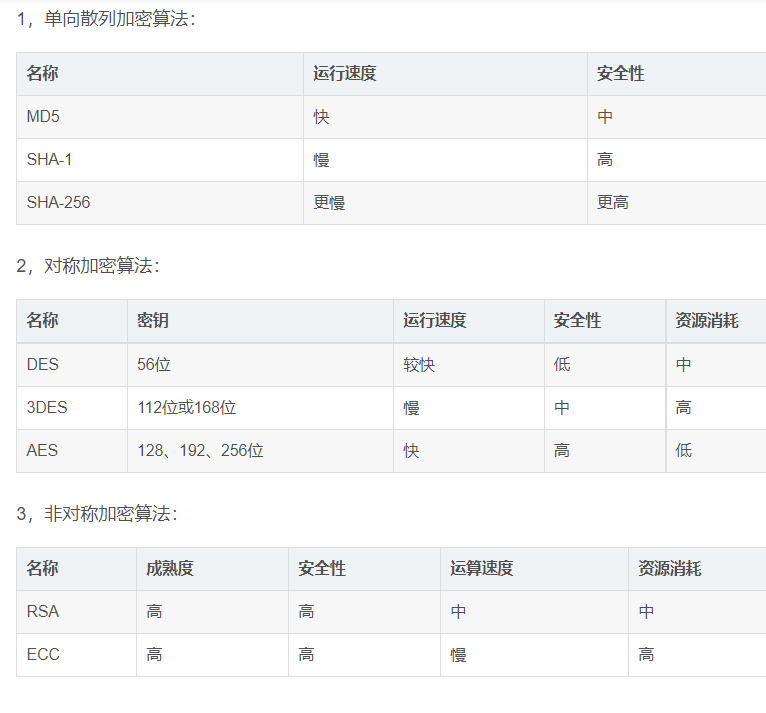 1，单向散列加密算法：
名称 运行速度 安全性
MD5 快 中
SHA-1 慢 高
SHA-256 更慢 更高
2，对称加密算法：
名称 密钥 运行速度 安全性 资源消耗
DES 56位 较快 低 中
3DES 112位或168位 慢 中 高
AES 128、192、256位 快 高 低
3，非对称加密算法：
名称 成熟度 安全性 运算速度 资源消耗
RSA 高 高 中 中
ECC 高 高 慢 高